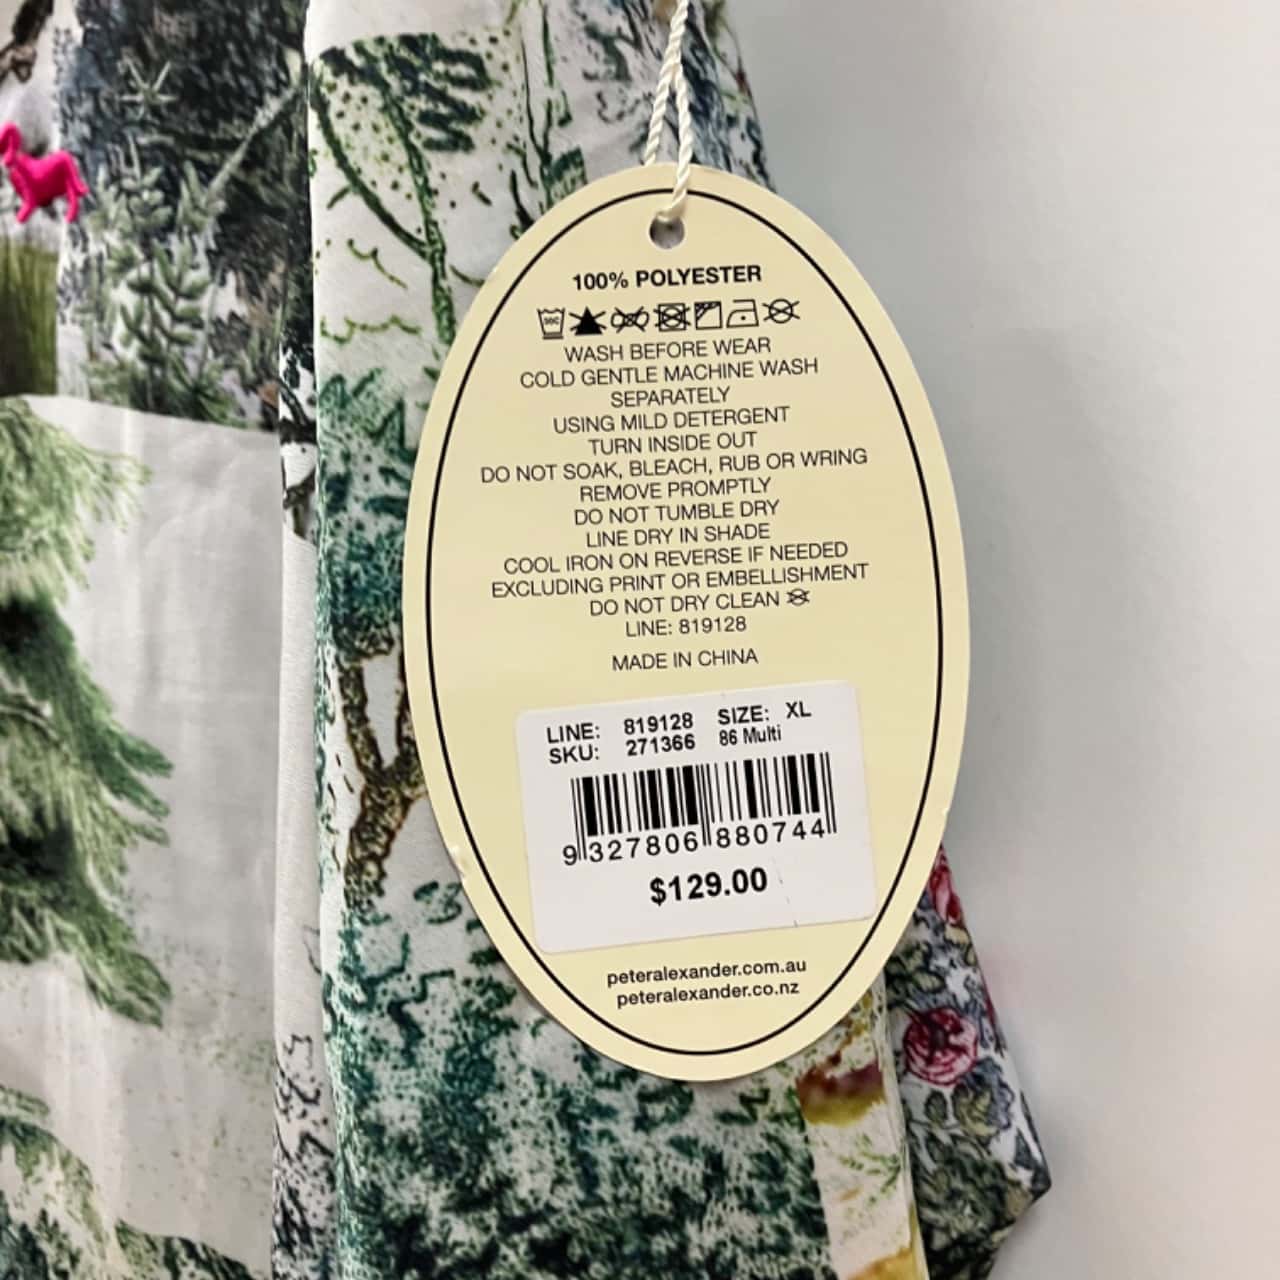 100% POLYESTER
30C
WASH BEFORE WEAR
COLD GENTLE MACHINE WASH
SEPARATELY
USING MILD DETERGENT
TURN INSIDE OUT
DO NOT SOAK, BLEACH, RUB OR WRING
REMOVE PROMPTLY
DO NOT TUMBLE DRY
LINE DRY IN SHADE
COOL IRON ON REVERSE IF NEEDED
EXCLUDING PRINT OR EMBELLISHMENT
DO NOT DRY CLEAN
LINE: 819128
MADE IN CHINA
LINE: 819128 SIZE: XL
SKU: 271366 86 Multi
9 327806 880744
$129.00
peteralexander.com.au
peteralexander.co.nz